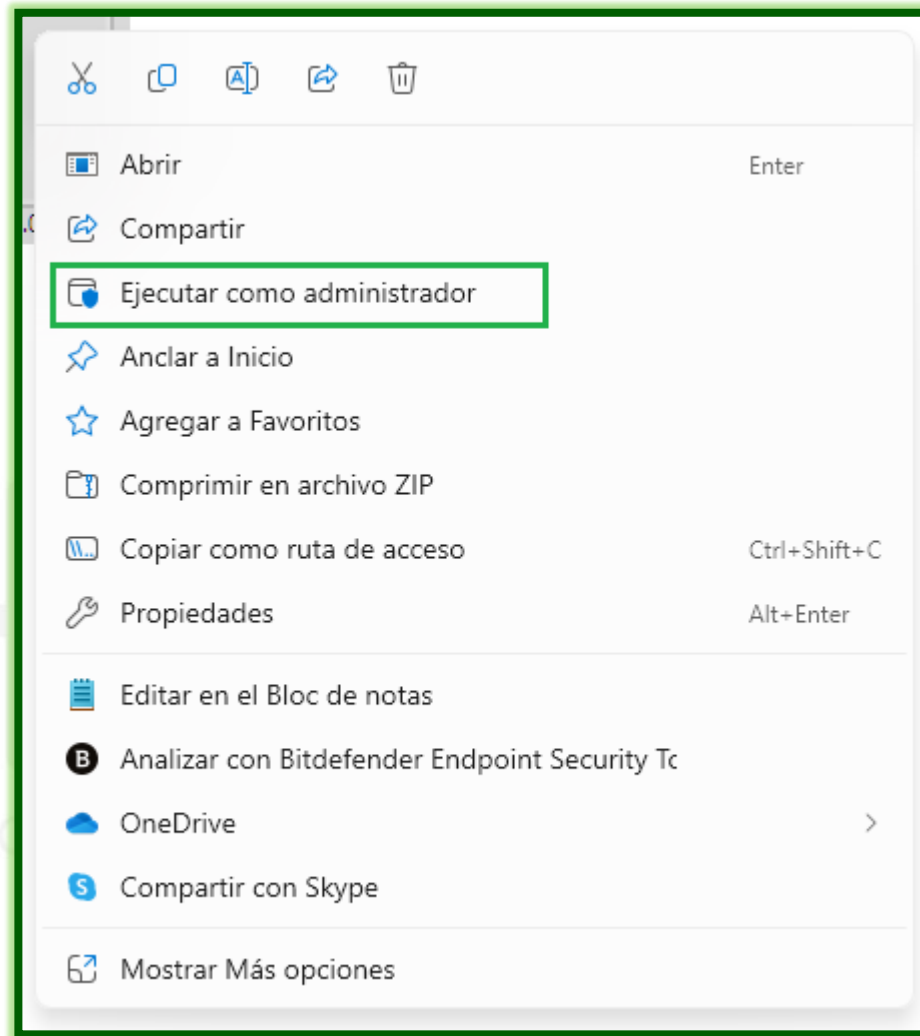 Abrir
Enter
Compartir
Ejecutar como administrador
Anclar a Inicio
Agregar a Favoritos
Comprimir en archivo ZIP
Copiar como ruta de acceso
Ctrl+Shift+C
Propiedades
Alt+Enter
Editar en el Bloc de notas
Analizar con Bitdefender Endpoint Security To
OneDrive
Compartir con Skype
Mostrar Más opciones